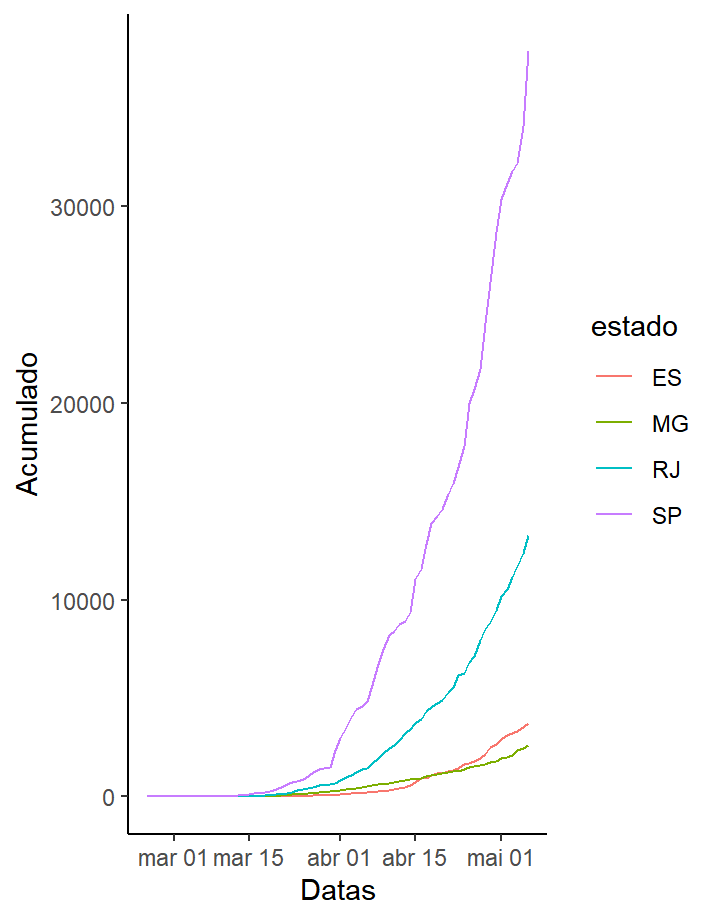 30000
20000
10000
0
Acumulado
mar 01 mar 15 abr 01 abr 15 mai 01
Datas
estado
ES
MG
RJ
SP